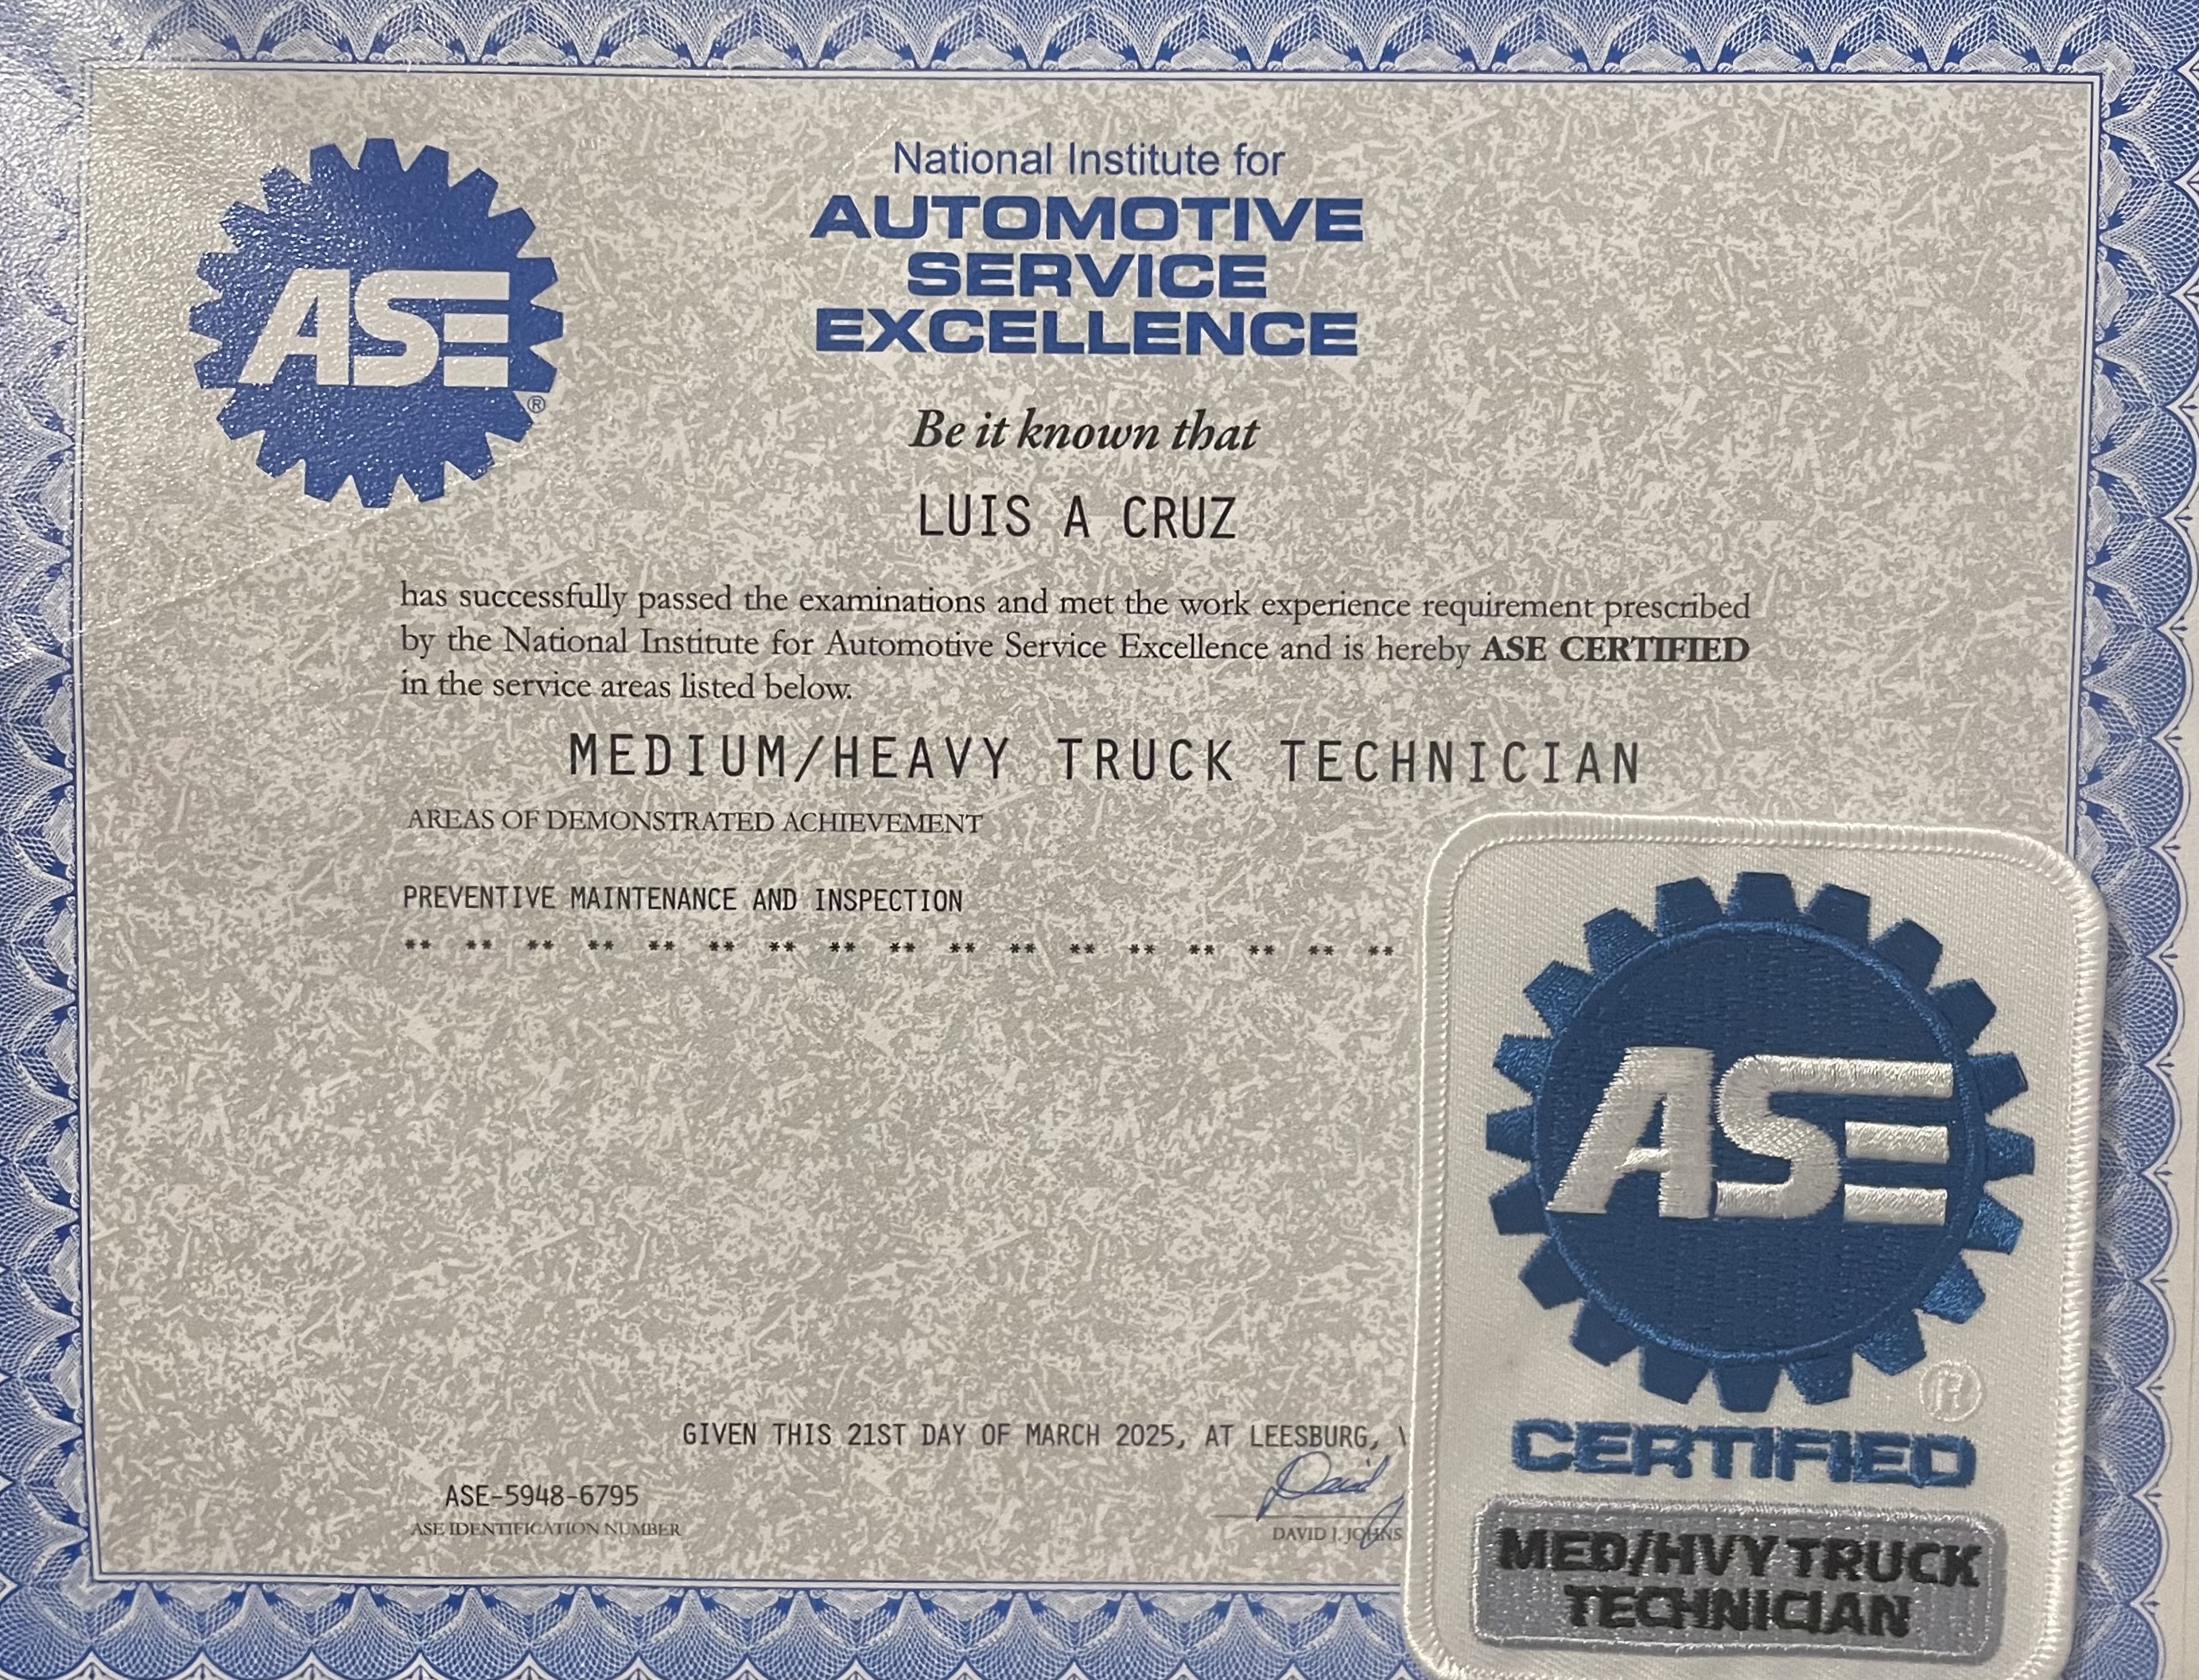 ASE
®
National Institute for
AUTOMOTIVE
SERVICE
EXCELLENCE
Be it known that
LUIS A CRUZ
has successfully passed the examinations and met the work experience requirement prescribed
by the National Institute for Automotive Service Excellence and is hereby ASE CERTIFIED
in the service areas listed below.
MEDIUM/HEAVY TRUCK TECHNICIAN
AREAS OF DEMONSTRATED ACHIEVEMENT
PREVENTIVE MAINTENANCE AND INSPECTION
** ** ** ** ** ** ** ** ** ** ** ** ** ** ** ** **
GIVEN THIS 21ST DAY OF MARCH 2025, AT LEESBURG,
David
ASE-5948-6795
ASE IDENTIFICATION NUMBER
DAVID J. JOHNS
ASE
®
CERTIFIED
MED/HVY TRUCK
TECHNICIAN